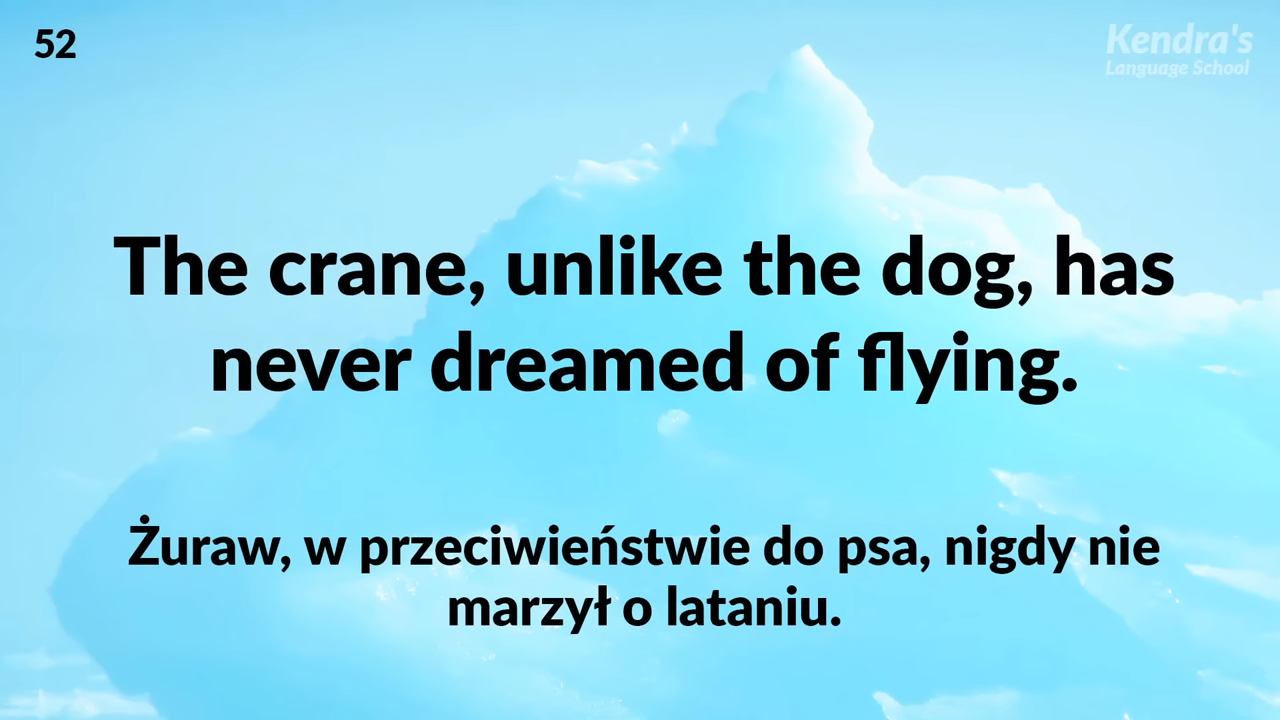 52
Kendra's
Language School
The crane, unlike the dog, has
never dreamed of flying.
Żuraw, w przeciwieństwie do psa, nigdy nie
marzył o lataniu.